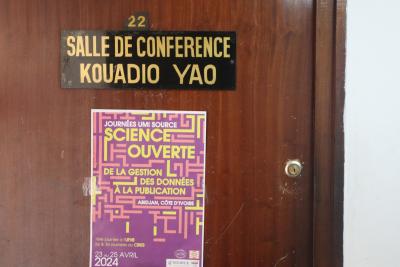 22
SALLE DE CONFERENCE
KOUADIO YAO
JOURNÉES UMI SOURCE
SCIENCE
OUVERTE
DE LA GESTION
DES DONNÉES
À LA PUBLICATION
ABIDJAN, CÔTE D'IVOIRE
23 AU 25 AVRIL
2024